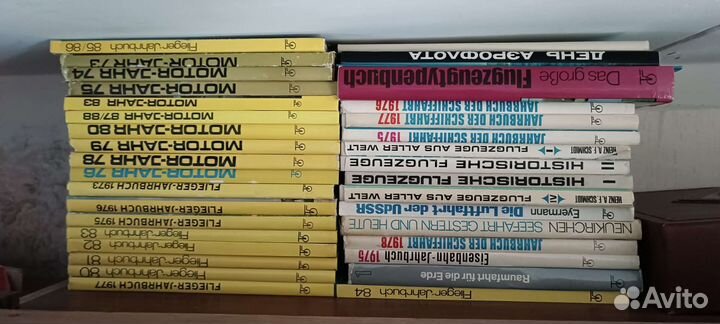 Flieger-Jahrbuch 85/86
MOTOR-JAHR 73
MOTOR-JAHR 74
MOTOR-JAHR 75
MOTOR-JAHR 83
MOTOR-JAHR 87/88
MOTOR-JAHR 80
MOTOR-JAHR 79
MOTOR-JAHR 78
MOTOR-JAHR 76
FLIEGER-JAHRBUCH 1973
FLIEGER-JAHRBUCH 1976
FLIEGER-JAHRBUCH 1975
Flieger-Jahrbuch 83
Flieger-Jahrbuch 82
Flieger-Jahrbuch 81
Flieger-Jahrbuch 80
FLIEGER-JAHRBUCH 1977
ДЕНЬ АЭРОФЛОТА
Das große Flugzeugtypenbuch
JAHRBUCH DER SCHIFFAHRT 1976
JAHRBUCH DER SCHIFFAHRT 1977
JAHRBUCH DER SCHIFFAHRT 1975
HEINZ A.F. SCHMIDT FLUGZEUGE AUS ALLER WELT
HISTORISCHE FLUGZEUGE II
HISTORISCHE FLUGZEUGE I
HEINZ A.F. SCHMIDT 2 FLUGZEUGE AUS ALLER WELT
Eyermann Die Luftfahrt der UdSSR
NEUKIRCHEN SEEFAHRT GESTERN UND HEUTE
JAHRBUCH DER SCHIFFAHRT 1978
Eisenbahn-Jahrbuch 1975
Raumfahrt für die Erde 1
Flieger-Jahrbuch 84
Avito